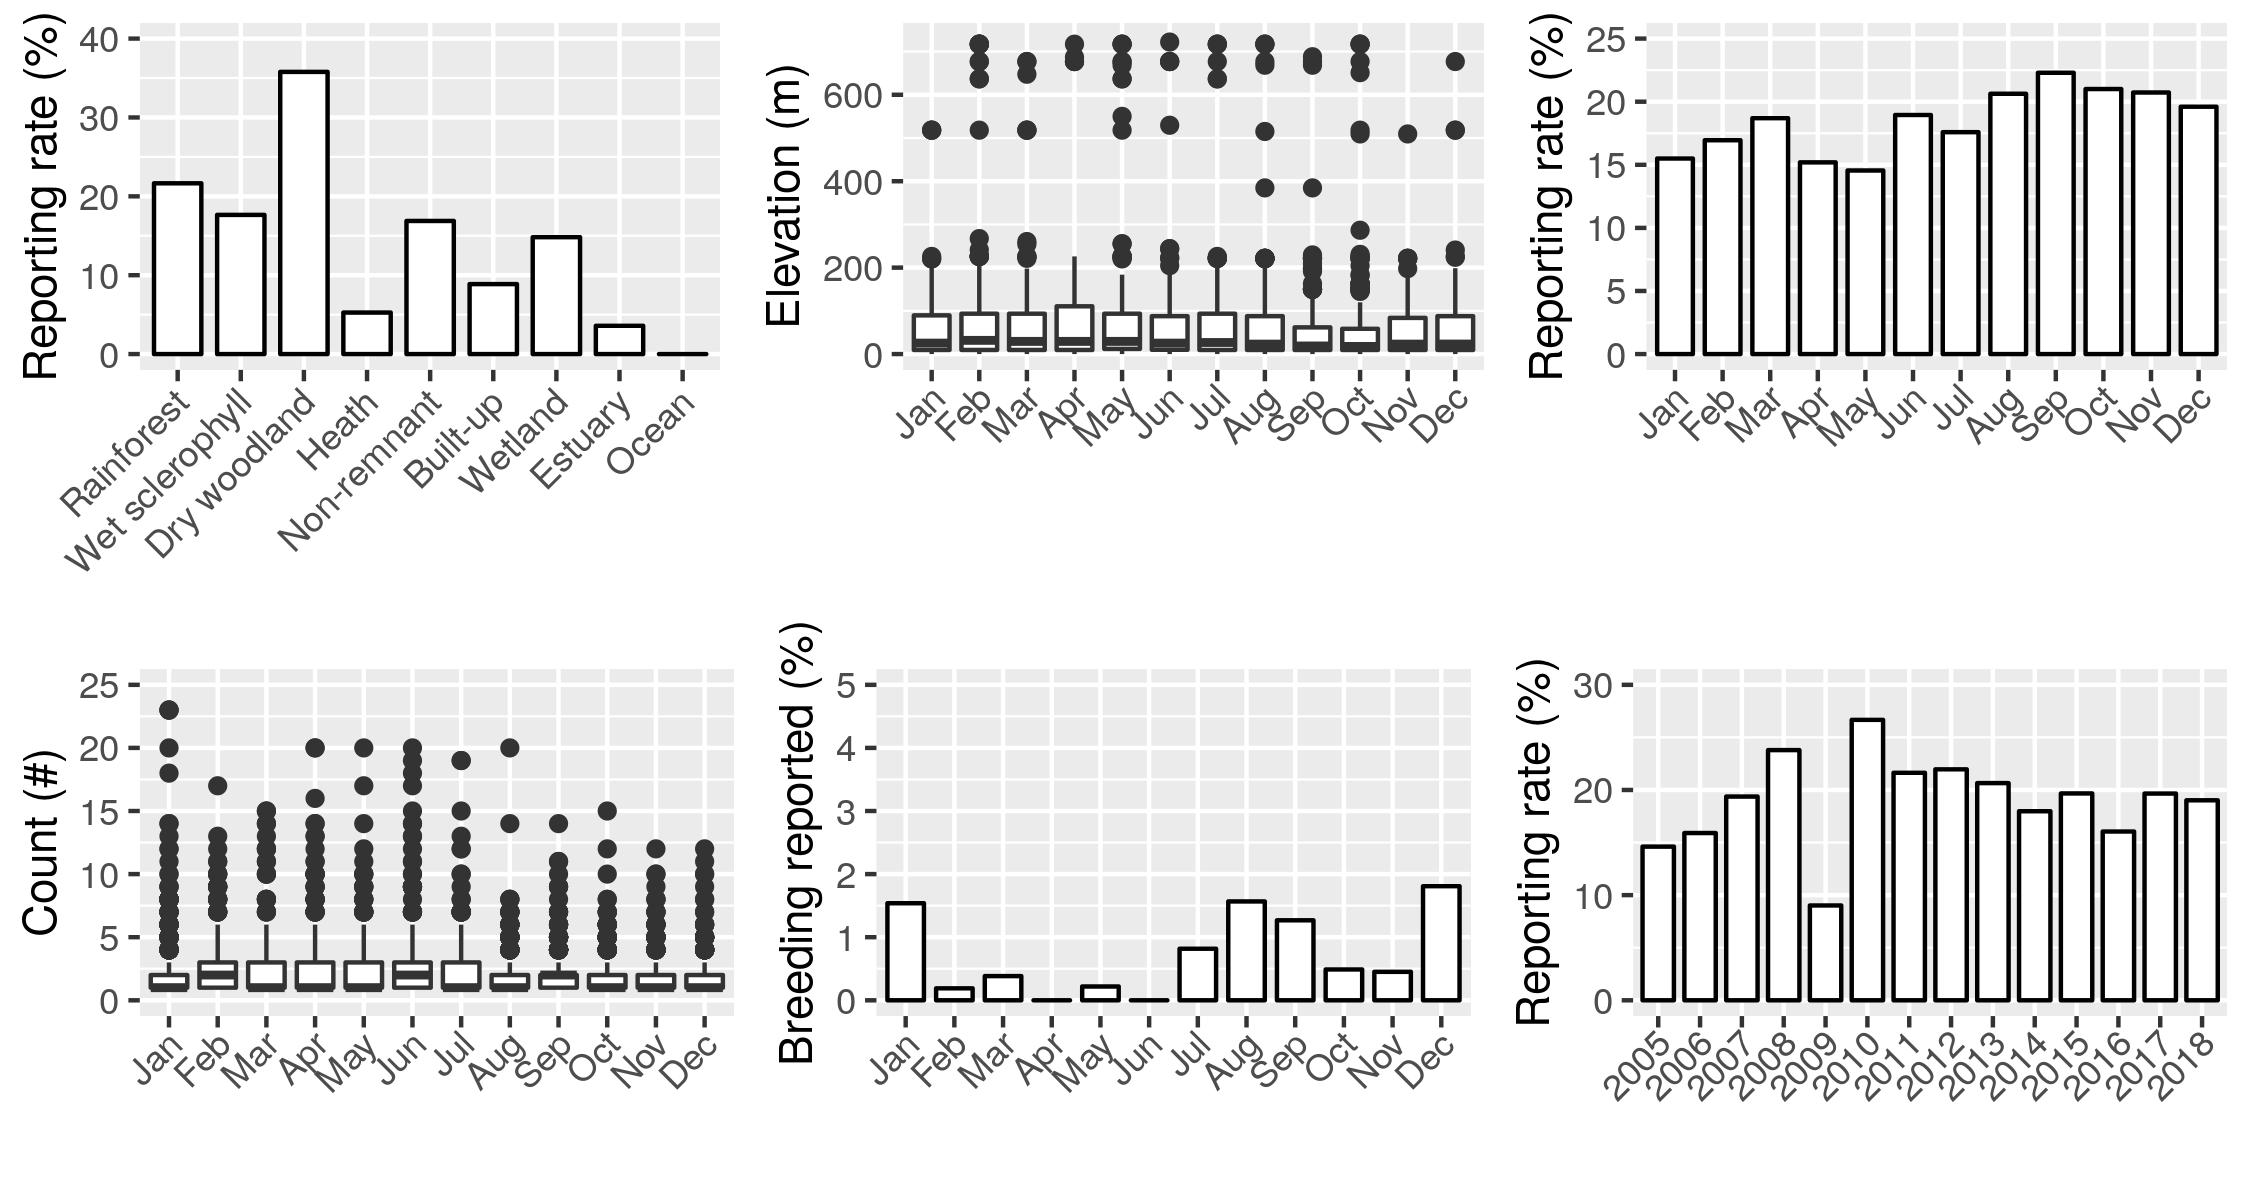 Reporting rate (%)
40
30
20
10
0
Rainforest
Wet sclerophyll
Dry woodland
Heath
Non-remnant
Built-up
Wetland
Estuary
Ocean
Elevation (m)
600
400
200
0
Jan
Feb
Mar
Apr
May
Jun
Jul
Aug
Sep
Oct
Nov
Dec
Reporting rate (%)
25
20
15
10
5
0
Jan
Feb
Mar
Apr
May
Jun
Jul
Aug
Sep
Oct
Nov
Dec
Count (#)
25
20
15
10
5
0
Jan
Feb
Mar
Apr
May
Jun
Jul
Aug
Sep
Oct
Nov
Dec
Breeding reported (%)
5
4
3
2
1
0
Jan
Feb
Mar
Apr
May
Jun
Jul
Aug
Sep
Oct
Nov
Dec
Reporting rate (%)
30
20
10
0
2005
2006
2007
2008
2009
2010
2011
2012
2013
2014
2015
2016
2017
2018